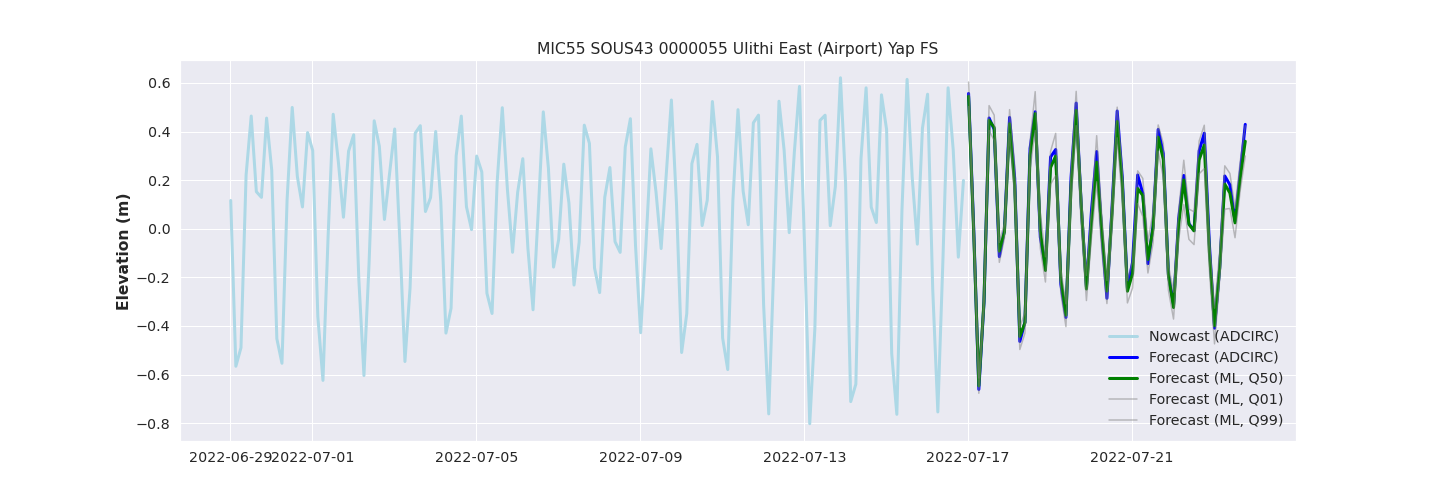 MIC55 SOUS43 0000055 Ulithi East (Airport) Yap FS
Elevation (m)
0.6
0.4
0.2
0.0
−0.2
−0.4
−0.6
−0.8
Nowcast (ADCIRC)
Forecast (ADCIRC)
Forecast (ML, Q50)
Forecast (ML, Q01)
Forecast (ML, Q99)
2022-06-29 2022-07-01 2022-07-05 2022-07-09 2022-07-13 2022-07-17 2022-07-21